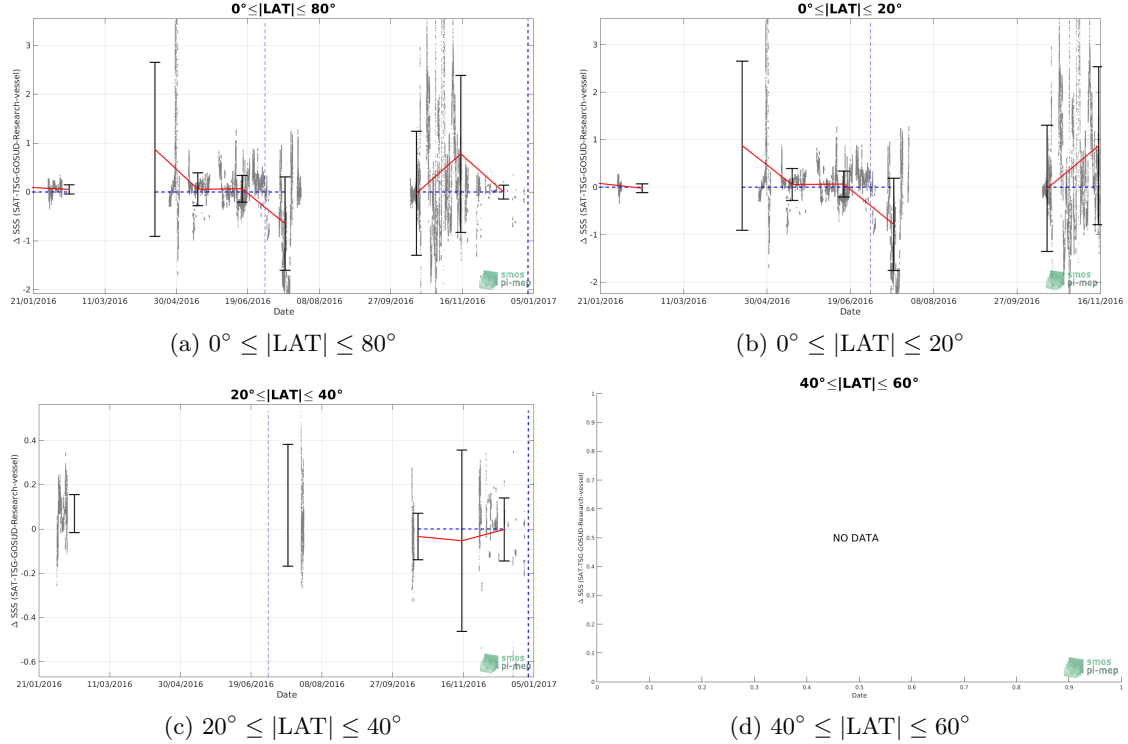 0°≤|LAT|≤ 80°
Δ SSS (SAT-TSG-GOSUD-Research-vessel)
3
2
1
0
-1
-2
21/01/2016 11/03/2016 30/04/2016 19/06/2016 08/08/2016 27/09/2016 16/11/2016 05/01/2017
Date
smos
pi-mep
(a) 0° ≤ |LAT| ≤ 80°
0°≤|LAT|≤ 20°
Δ SSS (SAT-TSG-GOSUD-Research-vessel)
3
2
1
0
-1
-2
21/01/2016 11/03/2016 30/04/2016 19/06/2016 08/08/2016 27/09/2016 16/11/2016
Date
smos
pi-mep
(b) 0° ≤ |LAT| ≤ 20°
20°≤|LAT|≤ 40°
Δ SSS (SAT-TSG-GOSUD-Research-vessel)
0.4
0.2
0
-0.2
-0.4
-0.6
21/01/2016 11/03/2016 30/04/2016 19/06/2016 08/08/2016 27/09/2016 16/11/2016 05/01/2017
Date
smos
pi-mep
(c) 20° ≤ |LAT| ≤ 40°
40°≤|LAT|≤ 60°
Δ SSS (SAT-TSG-GOSUD-Research-vessel)
1
0.9
0.8
0.7
0.6
0.5
0.4
0.3
0.2
0.1
0
NO DATA
0 0.1 0.2 0.3 0.4 0.5 0.6 0.7 0.8 0.9 1
Date
smos
pi-mep
(d) 40° ≤ |LAT| ≤ 60°